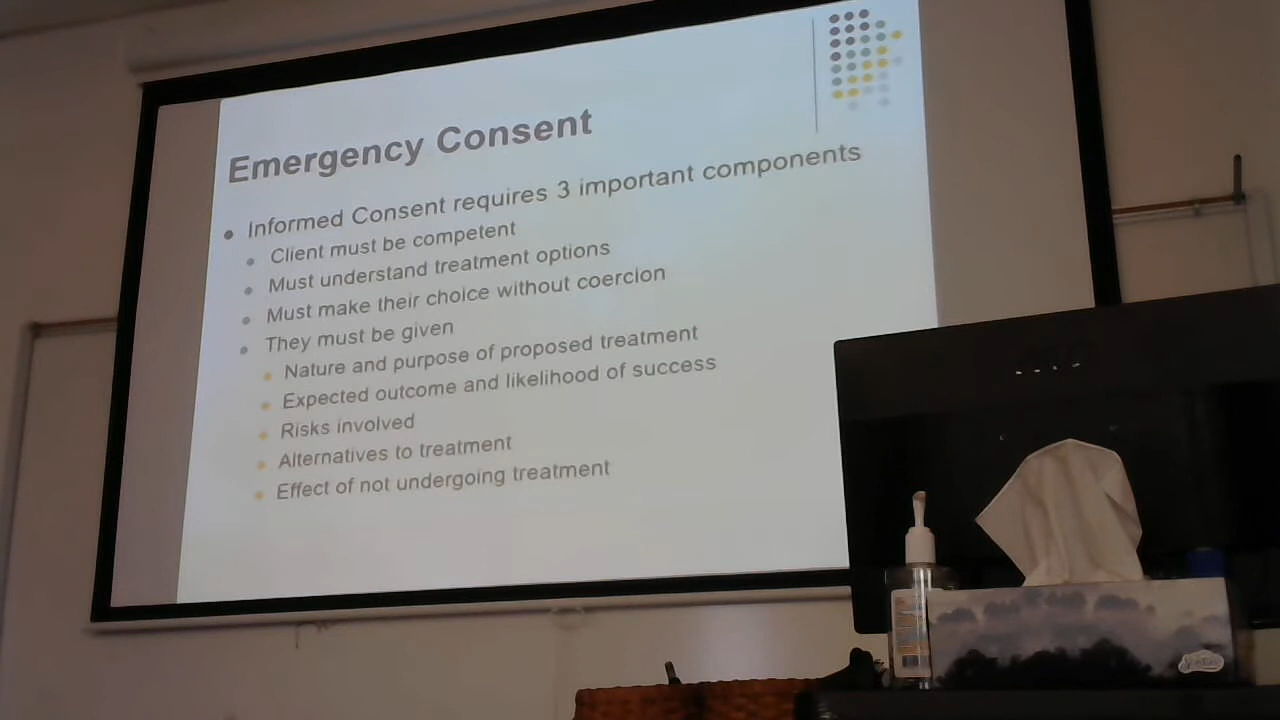 Emergency Consent
Informed Consent requires 3 important components
Client must be competent
Must understand treatment options
Must make their choice without coercion
They must be given
Nature and purpose of proposed treatment
Expected outcome and likelihood of success
Risks involved
Alternatives to treatment
Effect of not undergoing treatment